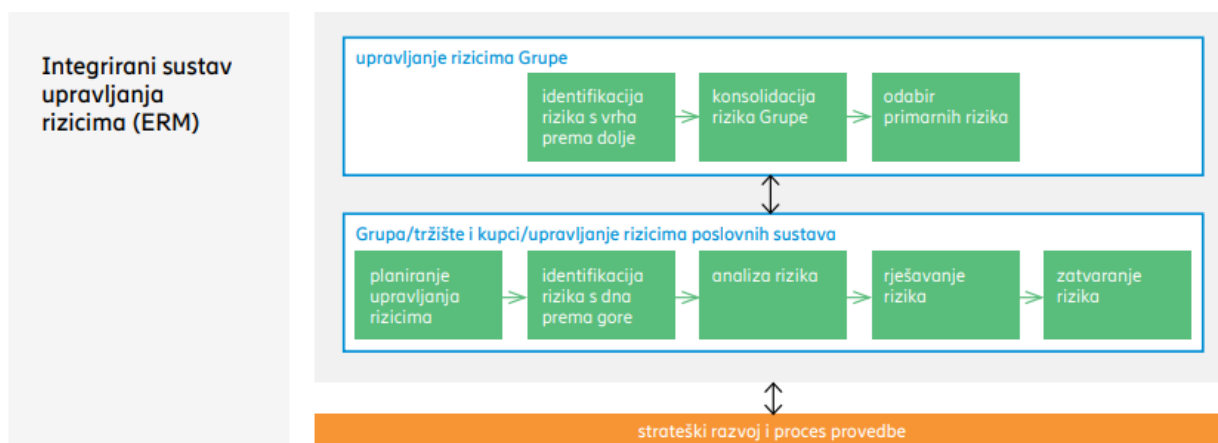 Integrirani sustav
upravljanja
rizicima (ERM)
upravljanje rizicima Grupe
identifikacija
rizika s vrha
prema dolje
konsolidacija
rizika Grupe
odabir
primarnih rizika
Grupa/tržište i kupci/upravljanje rizicima poslovnih sustava
planiranje
upravljanja
rizicima
identifikacija
rizika s dna
prema gore
analiza rizika
rješavanje
rizika
zatvaranje
rizika
strateški razvoj i proces provedbe